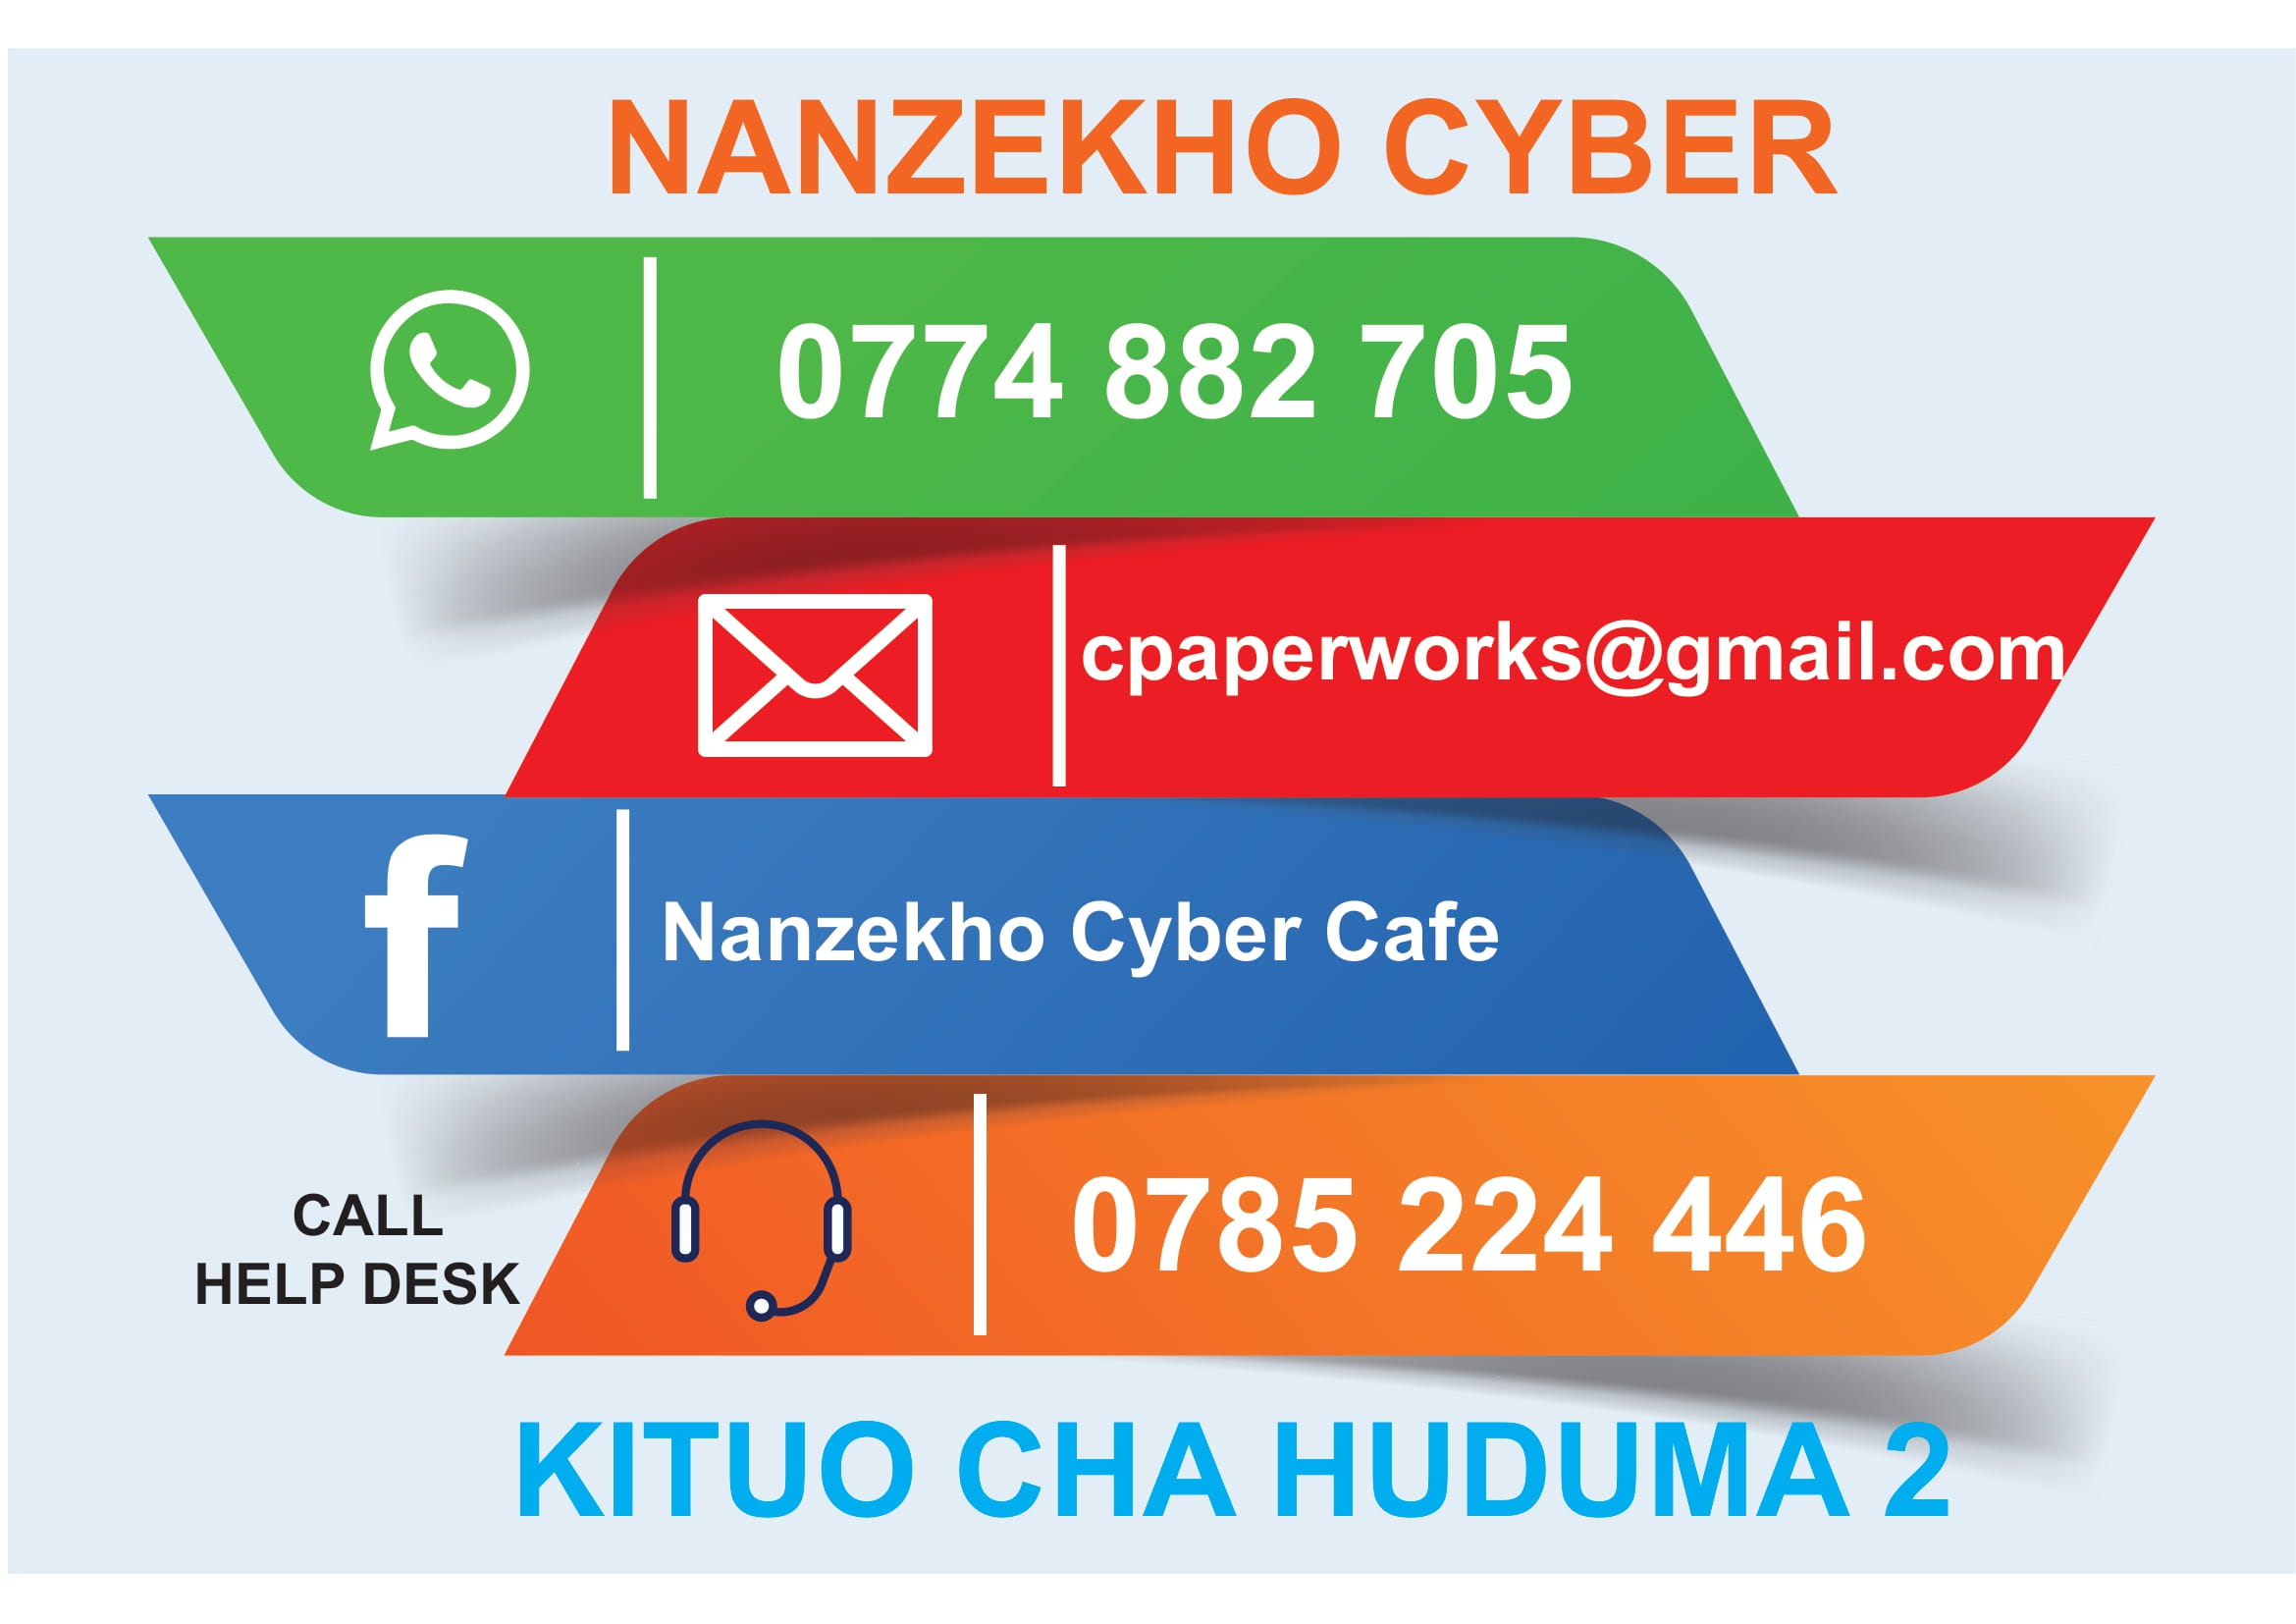 NANZEKHO CYBER
0774 882 705
cpaperworks@gmail.com
Nanzekho Cyber Cafe
CALL
HELP DESK
0785 224 446
KITUO CHA HUDUMA 2